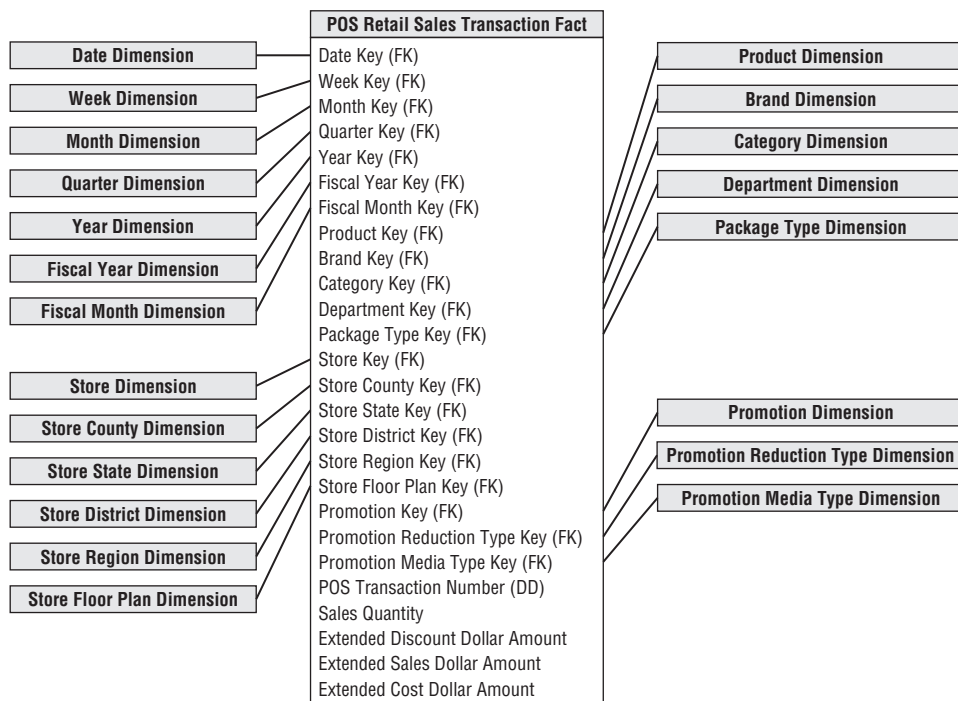 POS Retail Sales Transaction Fact
Date Key (FK)
Week Key (FK)
Month Key (FK)
Quarter Key (FK)
Year Key (FK)
Fiscal Year Key (FK)
Fiscal Month Key (FK)
Product Key (FK)
Brand Key (FK)
Category Key (FK)
Department Key (FK)
Package Type Key (FK)
Store Key (FK)
Store County Key (FK)
Store State Key (FK)
Store District Key (FK)
Store Region Key (FK)
Store Floor Plan Key (FK)
Promotion Key (FK)
Promotion Reduction Type Key (FK)
Promotion Media Type Key (FK)
POS Transaction Number (DD)
Sales Quantity
Extended Discount Dollar Amount
Extended Sales Dollar Amount
Extended Cost Dollar Amount
Date Dimension
Week Dimension
Month Dimension
Quarter Dimension
Year Dimension
Fiscal Year Dimension
Fiscal Month Dimension
Store Dimension
Store County Dimension
Store State Dimension
Store District Dimension
Store Region Dimension
Store Floor Plan Dimension
Product Dimension
Brand Dimension
Category Dimension
Department Dimension
Package Type Dimension
Promotion Dimension
Promotion Reduction Type Dimension
Promotion Media Type Dimension